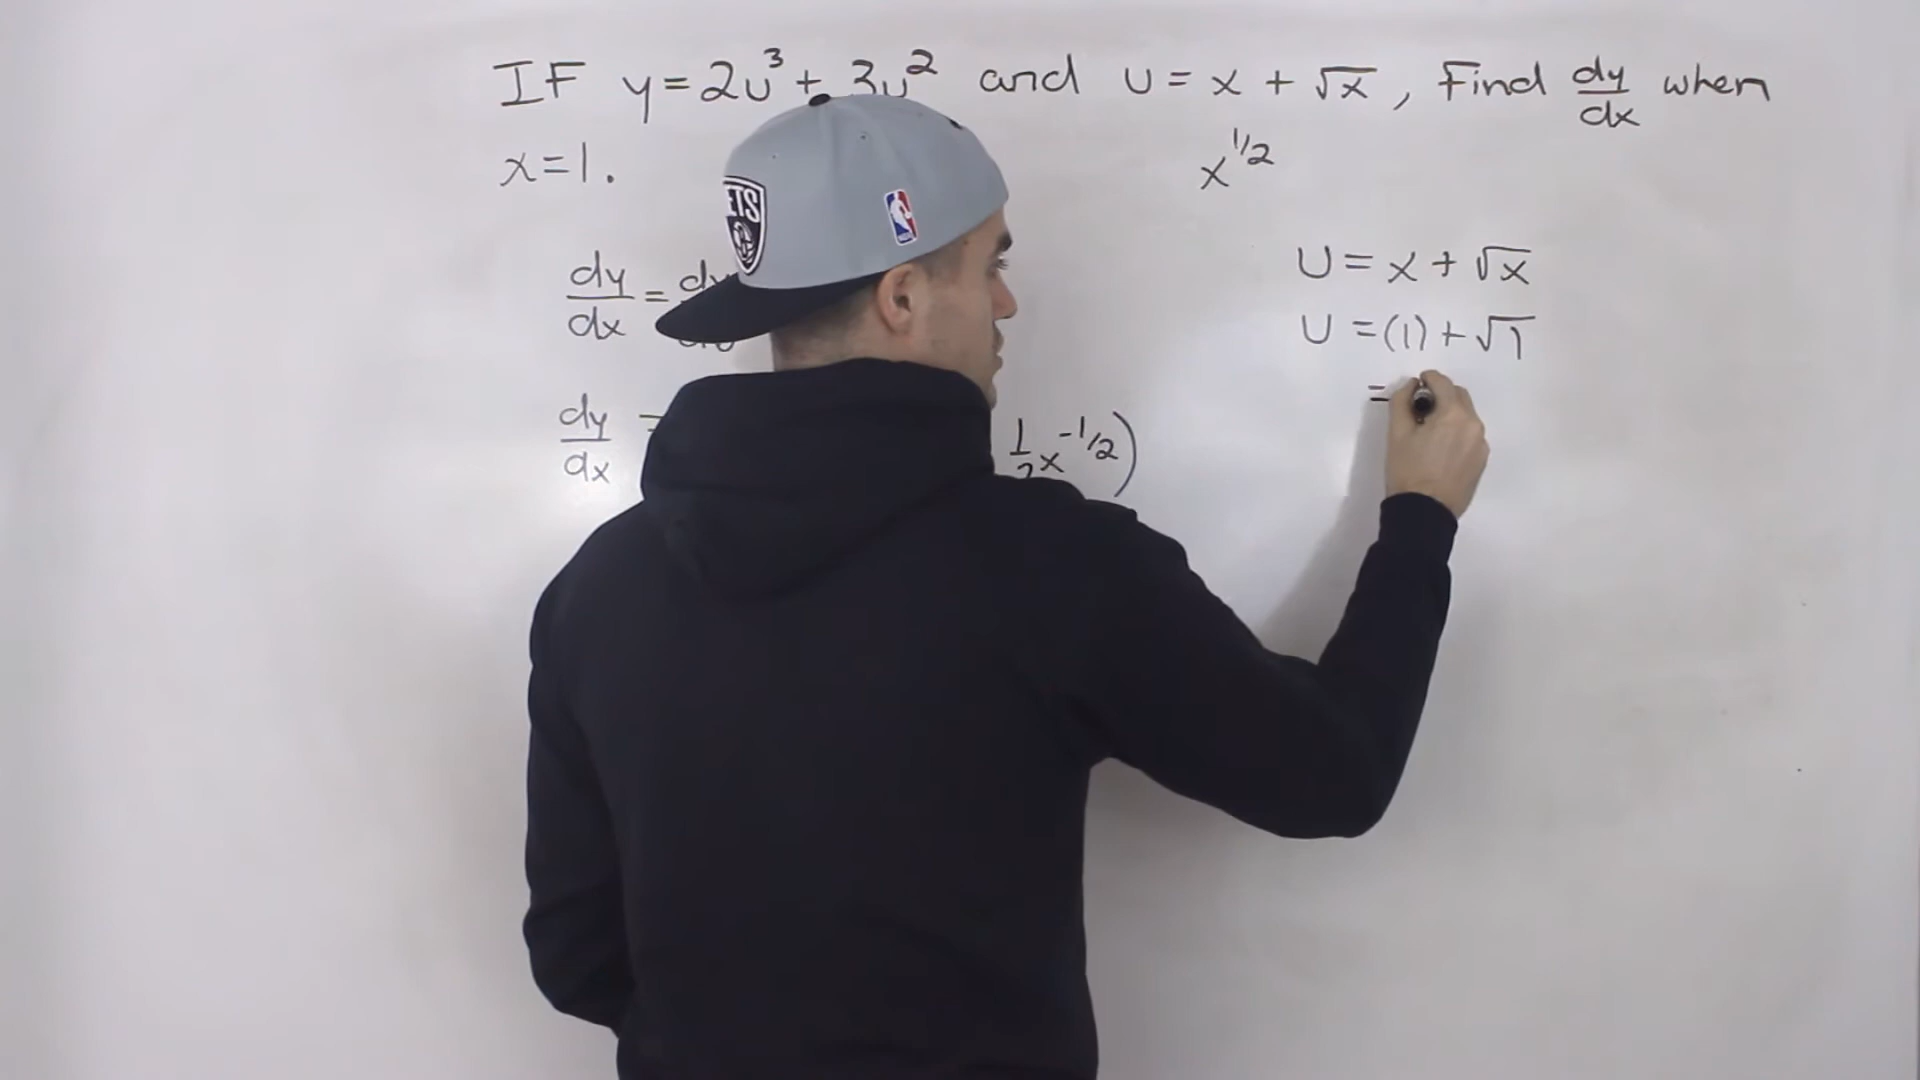 IF y=2u³+ 3u² and u = x + √x , Find dy/dx when
x=1.
x^1/2
ETS
dy/dx =
u = x + √x
u = (1) + √1
=
dy/dx =
1/2 x^-1/2)